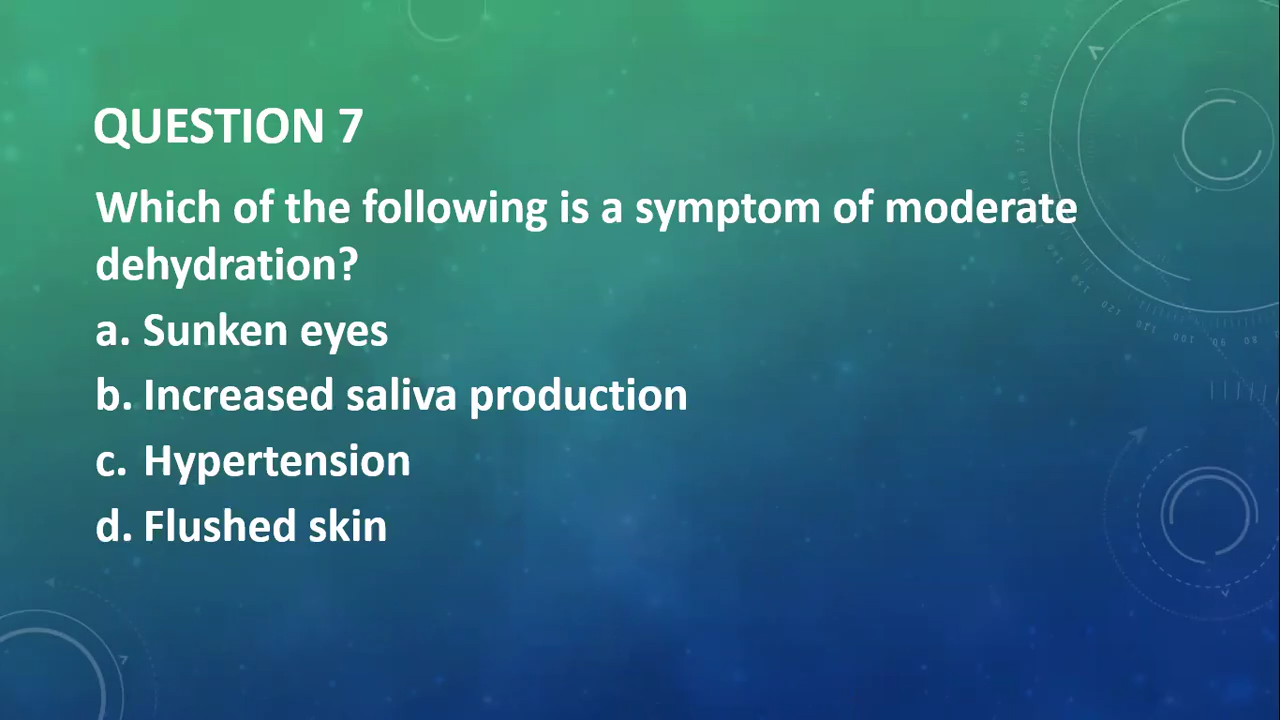 QUESTION 7
Which of the following is a symptom of moderate
dehydration?
a. Sunken eyes
b. Increased saliva production
c. Hypertension
d. Flushed skin